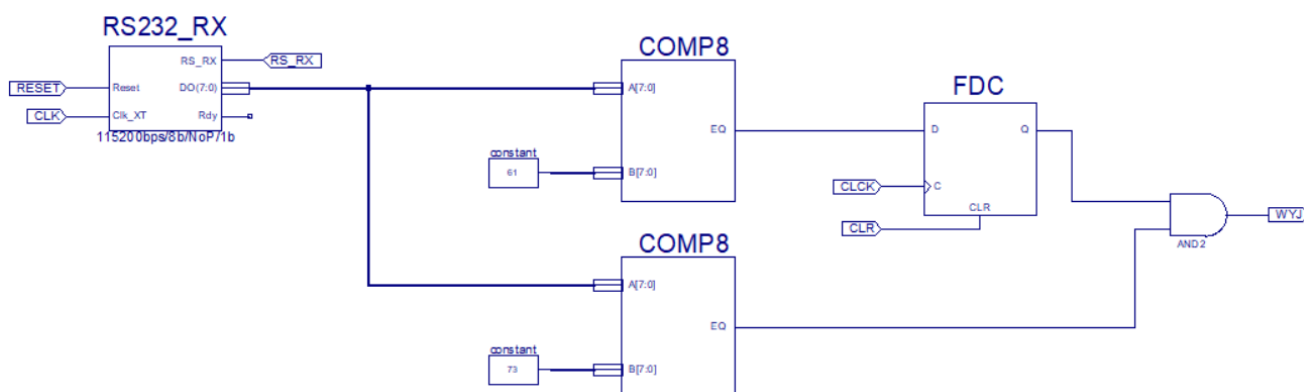 RS232_RX
RS_RX
RS_RX
RESET
Reset
DO(7:0)
CLK
Clk_XT
Rdy
115200bps/8b/NoP/1b
COMP8
A[7:0]
EQ
constant
61
B[7:0]
FDC
D
Q
CLCK
C
CLR
CLR
AND2
WYJ
COMP8
A[7:0]
EQ
constant
73
B[7:0]